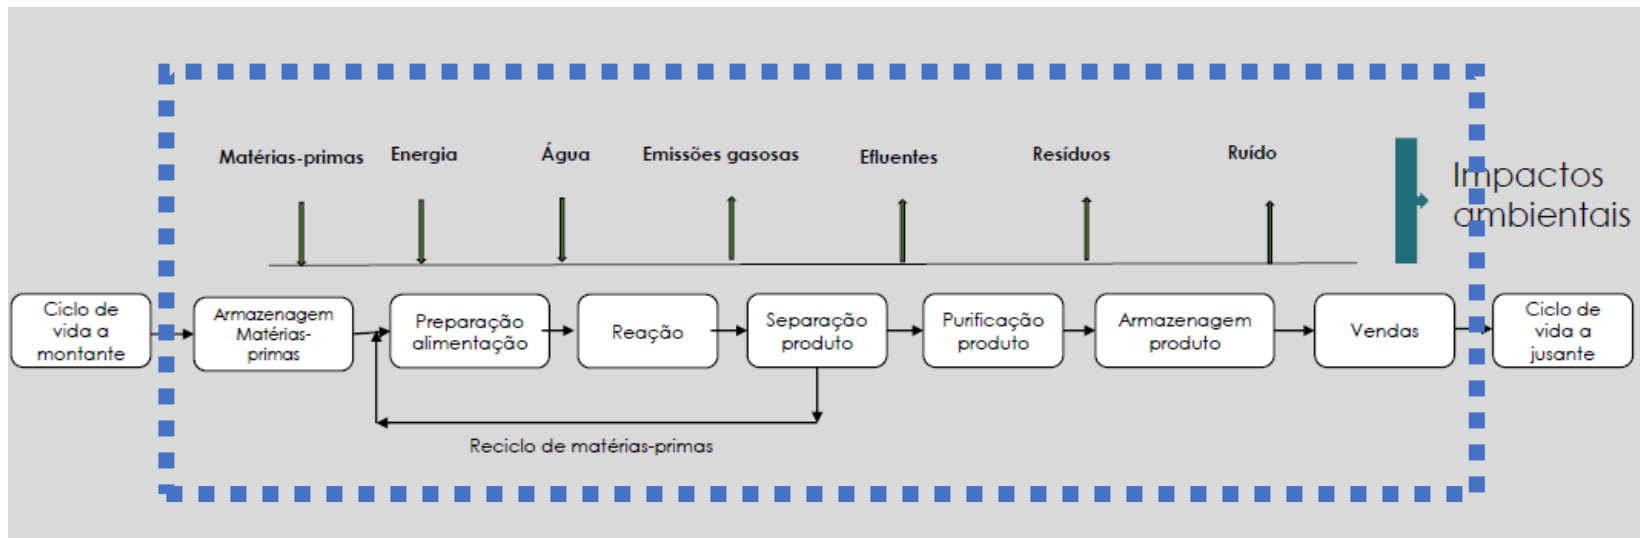 Matérias-primas
Energia
Água
Emissões gasosas
Efluentes
Resíduos
Ruído
Impactos
ambientais
Ciclo de
vida a
montante
Armazenagem
Matérias-
primas
Preparação
alimentação
Reação
Separação
produto
Purificação
produto
Armazenagem
produto
Vendas
Ciclo de
vida a
jusante
Reciclo de matérias-primas